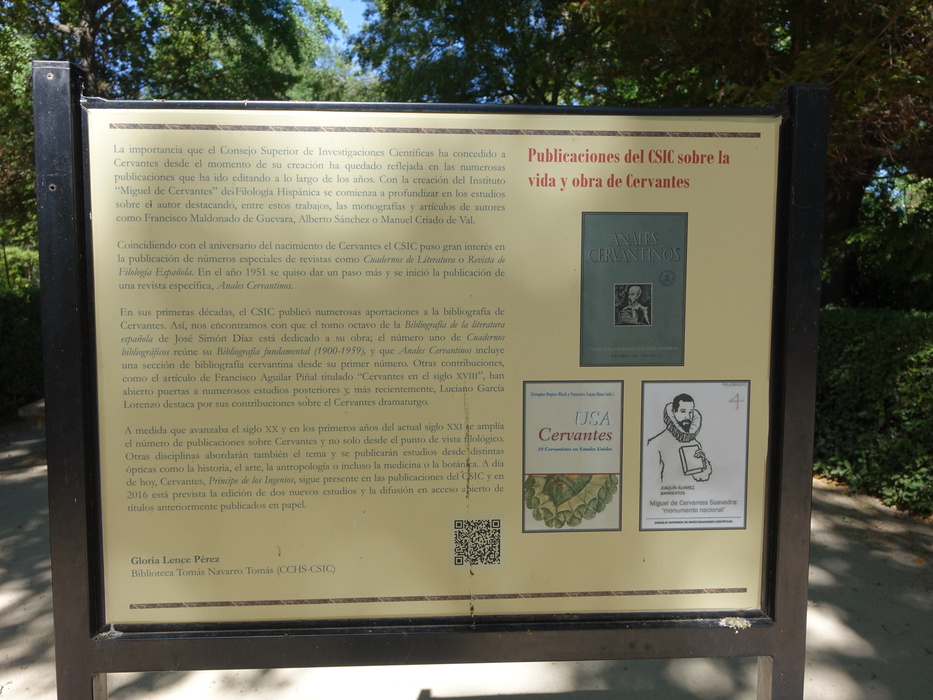 La importancia que el Consejo Superior de Investigaciones Científicas ha concedido a
Cervantes desde el momento de su creación ha quedado reflejada en las numerosas
publicaciones que ha ido editando a lo largo de los años. Con la creación del Instituto
“Miguel de Cervantes” de Filología Hispánica se comienza a profundizar en los estudios
sobre el autor destacando, entre estos trabajos, las monografías y artículos de autores
como Francisco Maldonado de Guevara, Alberto Sánchez o Manuel Criado de Val.
Coincidiendo con el aniversario del nacimiento de Cervantes el CSIC puso gran interés en
la publicación de números especiales de revistas como Cuadernos de Literatura o Revista de
Filología Española. En el año 1951 se quiso dar un paso más y se inició la publicación de
una revista específica, Anales Cervantinos.
En sus primeras décadas, el CSIC publicó numerosas aportaciones a la bibliografía de
Cervantes. Así, nos encontramos con que el tomo octavo de la Bibliografía de la literatura
española de José Simón Díaz está dedicado a su obra; el número uno de Cuadernos
bibliográficos reúne su Bibliografía fundamental (1900-1959), y que Anales Cervantinos incluye
una sección de bibliografía cervantina desde su primer número. Otras contribuciones,
como el artículo de Francisco Aguilar Piñal titulado “Cervantes en el siglo XVIII”, han
abierto puertas a numerosos estudios posteriores y, más recientemente, Luciano García
Lorenzo destaca por sus contribuciones sobre el Cervantes dramaturgo.
A medida que avanzaba el siglo XX y en los primeros años del actual siglo XXI se amplía
el número de publicaciones sobre Cervantes y no solo desde el punto de vista filológico.
Otras disciplinas abordarán también el tema y se publicarán estudios desde distintas
ópticas como la historia, el arte, la antropología o incluso la medicina o la botánica. A día
de hoy, Cervantes, Príncipe de los Ingenios, sigue presente en las publicaciones del CSIC y en
2016 está prevista la edición de dos nuevos estudios y la difusión en acceso abierto de
títulos anteriormente publicados en papel.
Gloria Lence Pérez
Biblioteca Tomás Navarro Tomás (CCHS-CSIC)
Publicaciones del CSIC sobre la
vida y obra de Cervantes
ANALES
CERVANTINOS
USA
Cervantes
39 Cervantistas en Estados Unidos
4
JOAQUÍN ÁLVAREZ
BARRIENTOS
Miguel de Cervantes Saavedra:
“monumento nacional”
CONSEJO SUPERIOR DE INVESTIGACIONES CIENTÍFICAS